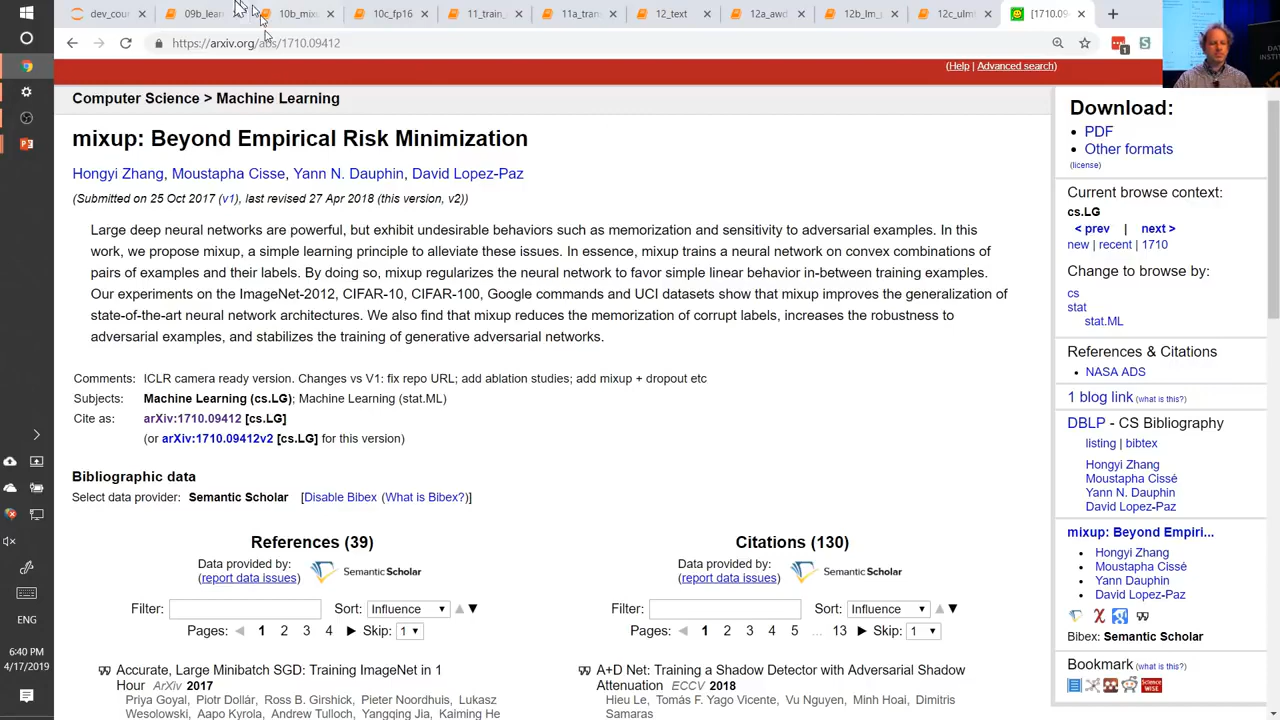 dev_cour
09b_learn
10b_mix
10c_fp16
11_train_
11a_trans
12_text
12a_awd
12b_lm_
12c_ulmf
[1710.09
https://arxiv.org/abs/1710.09412
(Help | Advanced search)
Computer Science > Machine Learning
mixup: Beyond Empirical Risk Minimization
Hongyi Zhang, Moustapha Cisse, Yann N. Dauphin, David Lopez-Paz
(Submitted on 25 Oct 2017 (v1), last revised 27 Apr 2018 (this version, v2))
Large deep neural networks are powerful, but exhibit undesirable behaviors such as memorization and sensitivity to adversarial examples. In this
work, we propose mixup, a simple learning principle to alleviate these issues. In essence, mixup trains a neural network on convex combinations of
pairs of examples and their labels. By doing so, mixup regularizes the neural network to favor simple linear behavior in-between training examples.
Our experiments on the ImageNet-2012, CIFAR-10, CIFAR-100, Google commands and UCI datasets show that mixup improves the generalization of
state-of-the-art neural network architectures. We also find that mixup reduces the memorization of corrupt labels, increases the robustness to
adversarial examples, and stabilizes the training of generative adversarial networks.
Comments: ICLR camera ready version. Changes vs V1: fix repo URL; add ablation studies; add mixup + dropout etc
Subjects: Machine Learning (cs.LG); Machine Learning (stat.ML)
Cite as: arXiv:1710.09412 [cs.LG]
(or arXiv:1710.09412v2 [cs.LG] for this version)
Bibliographic data
Select data provider: Semantic Scholar [Disable Bibex (What is Bibex?)]
References (39)
Data provided by:
(report data issues)
Semantic Scholar
Filter:
Sort: Influence
Pages: 1 2 3 4 Skip: 1
Accurate, Large Minibatch SGD: Training ImageNet in 1
Hour ArXiv 2017
Priya Goyal, Piotr Dollár, Ross B. Girshick, Pieter Noordhuis, Lukasz
Wesolowski, Aapo Kyrola, Andrew Tulloch, Yangqing Jia, Kaiming He
Citations (130)
Data provided by:
(report data issues)
Semantic Scholar
Filter:
Sort: Influence
Pages: 1 2 3 4 5 ... 13 Skip: 1
A+D Net: Training a Shadow Detector with Adversarial Shadow
Attenuation ECCV 2018
Hieu Le, Tomás F. Yago Vicente, Vu Nguyen, Minh Hoai, Dimitris
Samaras
Download:
PDF
Other formats
(license)
Current browse context:
cs.LG
< prev | next >
new | recent | 1710
Change to browse by:
cs
stat
stat.ML
References & Citations
NASA ADS
1 blog link (what is this?)
DBLP - CS Bibliography
listing | bibtex
Hongyi Zhang
Moustapha Cissé
Yann N. Dauphin
David Lopez-Paz
mixup: Beyond Empiri...
Hongyi Zhang
Moustapha Cissé
Yann Dauphin
David Lopez-Paz
Bibex: Semantic Scholar
Bookmark (what is this?)
Science
WISE
ENG
6:40 PM
4/17/2019